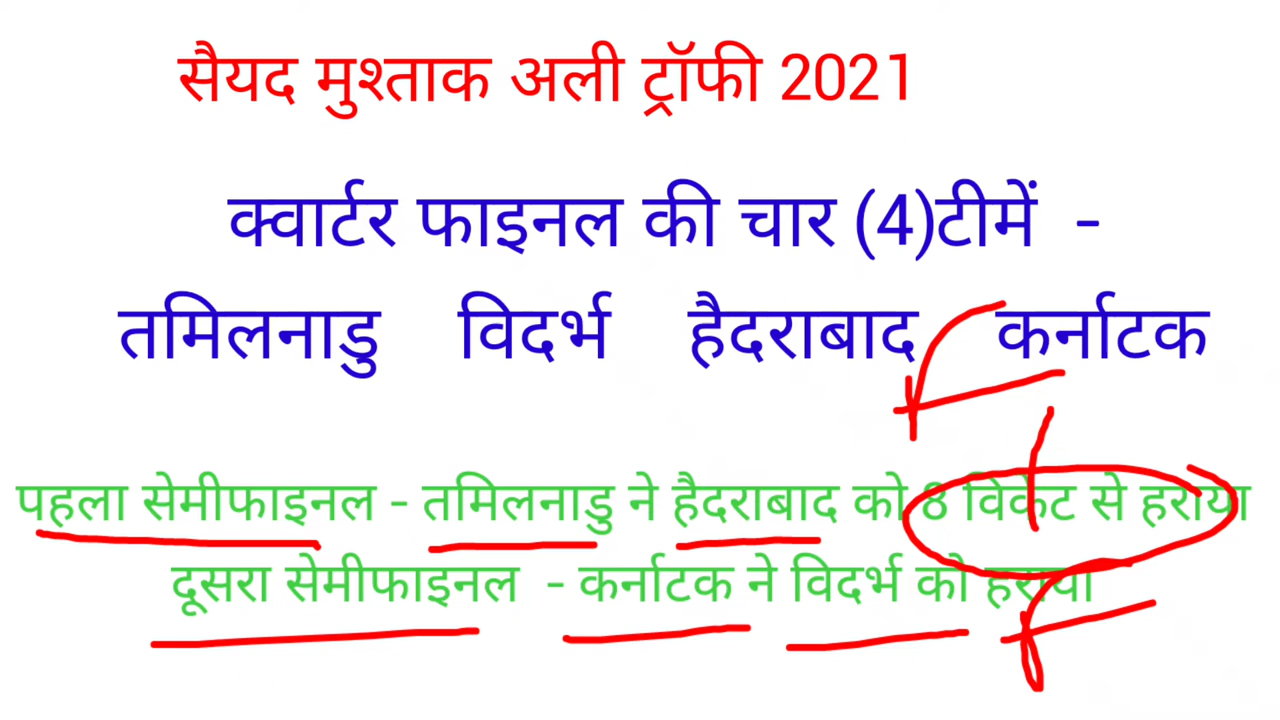 सैयद मुश्ताक अली ट्रॉफी 2021
क्वार्टर फाइनल की चार (4)टीमें -
तमिलनाडु विदर्भ हैदराबाद कर्नाटक
पहला सेमीफाइनल - तमिलनाडु ने हैदराबाद को 8 विकेट से हराया
दूसरा सेमीफाइनल - कर्नाटक ने विदर्भ को हराया